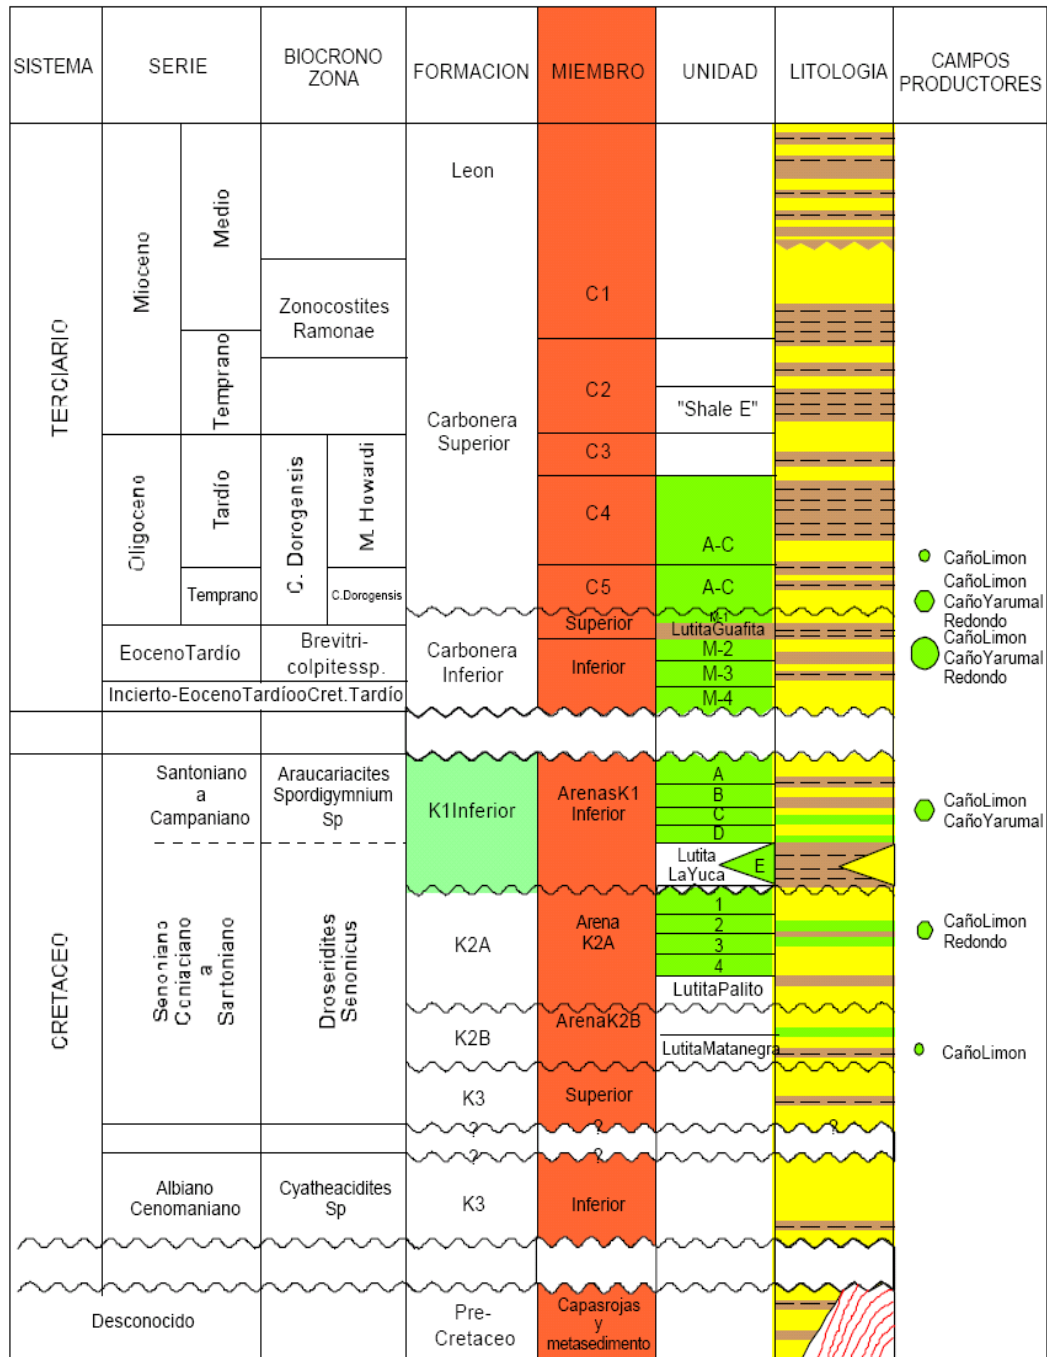 SISTEMA
SERIE
BIOCRONO
ZONA
FORMACION
MIEMBRO
UNIDAD
LITOLOGIA
CAMPOS
PRODUCTORES
TERCIARIO
Mioceno
Medio
Temprano
Zonocostites
Ramonae
Leon
Carbonera
Superior
C1
C2
"Shale E"
C3
Oligoceno
Tardío
Temprano
C. Dorogensis
M. Howardi
C.Dorogensis
C4
A-C
C5
A-C
CañoLimon
CañoLimon
CañoYarumal
Redondo
EocenoTardío
Brevitri-
colpitessp.
Carbonera
Inferior
Superior
Inferior
M-1
LutitaGuafita
M-2
M-3
M-4
CañoLimon
CañoYarumal
Redondo
Incierto-EocenoTardíooCret.Tardío
CRETACEO
Santoniano
a
Campaniano
Araucariacites
Spordigymnium
Sp
K1Inferior
ArenasK1
Inferior
A
B
C
D
Lutita
LaYuca
E
CañoLimon
CañoYarumal
Senoniano
Coniaciano
a
Santoniano
Droseridites
Senonicus
K2A
Arena
K2A
1
2
3
4
LutitaPalito
CañoLimon
Redondo
K2B
ArenaK2B
LutitaMatanegra
CañoLimon
K3
Superior
?
?
?
?
?
Albiano
Cenomaniano
Cyatheacidites
Sp
K3
Inferior
Desconocido
Pre-
Cretaceo
Capasrojas
y
metasedimento